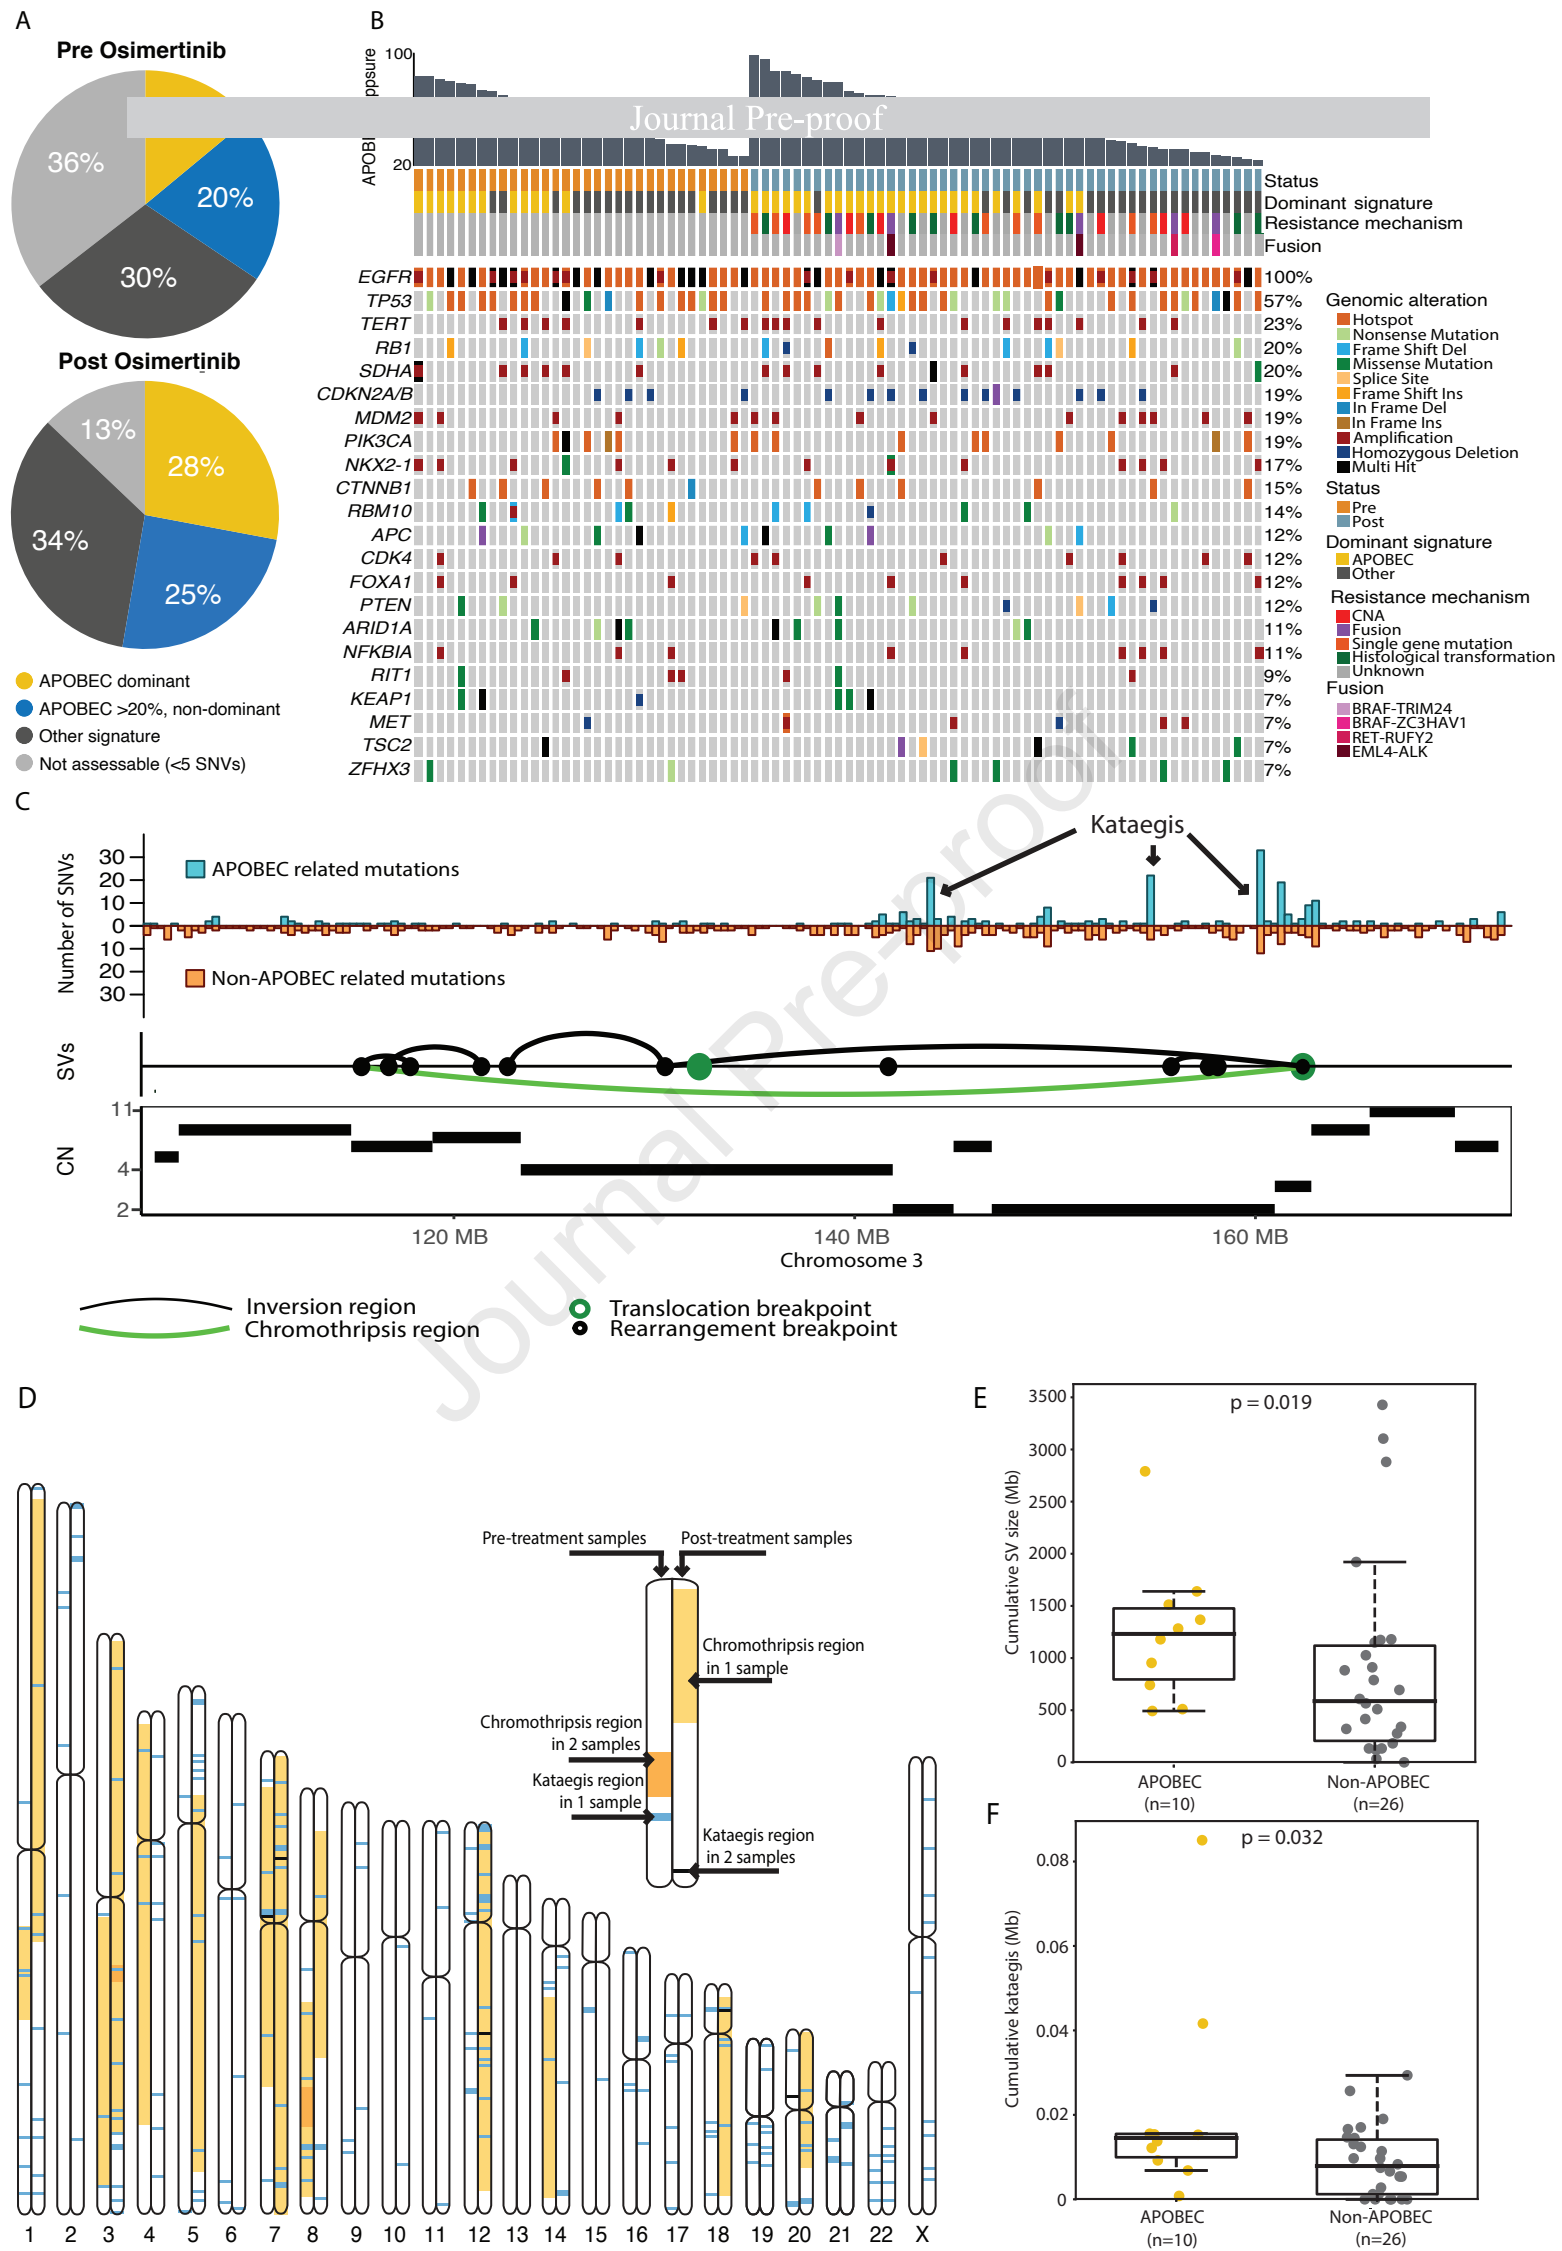 A
B
Pre Osimertinib
36%
20%
30%
Post Osimertinib
13%
28%
34%
25%
APOBEC dominant
APOBEC >20%, non-dominant
Other signature
Not assessable (<5 SNVs)
100
20
Journal Pre-proof
Status
Dominant signature
Resistance mechanism
Fusion
EGFR 100%
TP53 57%
TERT 23%
RB1 20%
SDHA 20%
CDKN2A/B 19%
MDM2 19%
PIK3CA 19%
NKX2-1 17%
CTNNB1 15%
RBM10 14%
APC 12%
CDK4 12%
FOXA1 12%
PTEN 12%
ARID1A 11%
NFKBIA 11%
RIT1 9%
KEAP1 7%
MET 7%
TSC2 7%
ZFHX3 7%
Genomic alteration
Hotspot
Nonsense Mutation
Frame Shift Del
Missense Mutation
Splice Site
Frame Shift Ins
In Frame Del
In Frame Ins
Amplification
Homozygous Deletion
Multi Hit
Status
Pre
Post
Dominant signature
APOBEC
Other
Resistance mechanism
CNA
Fusion
Single gene mutation
Histological transformation
Unknown
Fusion
BRAF-TRIM24
BRAF-ZC3HAV1
RET-RUFY2
EML4-ALK
C
Number of SNVs
30
20
10
0
10
20
30
APOBEC related mutations
Non-APOBEC related mutations
Kataegis
SVs
CN
11
4
2
120 MB
140 MB
160 MB
Chromosome 3
Inversion region
Chromothripsis region
Translocation breakpoint
Rearrangement breakpoint
Journal Pre-proof
D
Pre-treatment samples
Post-treatment samples
Chromothripsis region
in 1 sample
Chromothripsis region
in 2 samples
Kataegis region
in 1 sample
Kataegis region
in 2 samples
1 2 3 4 5 6 7 8 9 10 11 12 13 14 15 16 17 18 19 20 21 22 X
E
Cumulative SV size (Mb)
3500
3000
2500
2000
1500
1000
500
0
p = 0.019
APOBEC
(n=10)
Non-APOBEC
(n=26)
F
Cumulative kataegis (Mb)
0.08
0.06
0.04
0.02
0
p = 0.032
APOBEC
(n=10)
Non-APOBEC
(n=26)